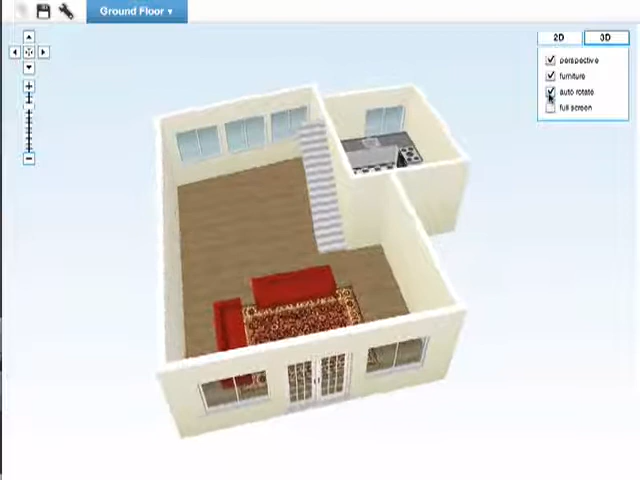 Ground Floor ▾
2D 3D
perspective
furniture
auto rotate
full screen